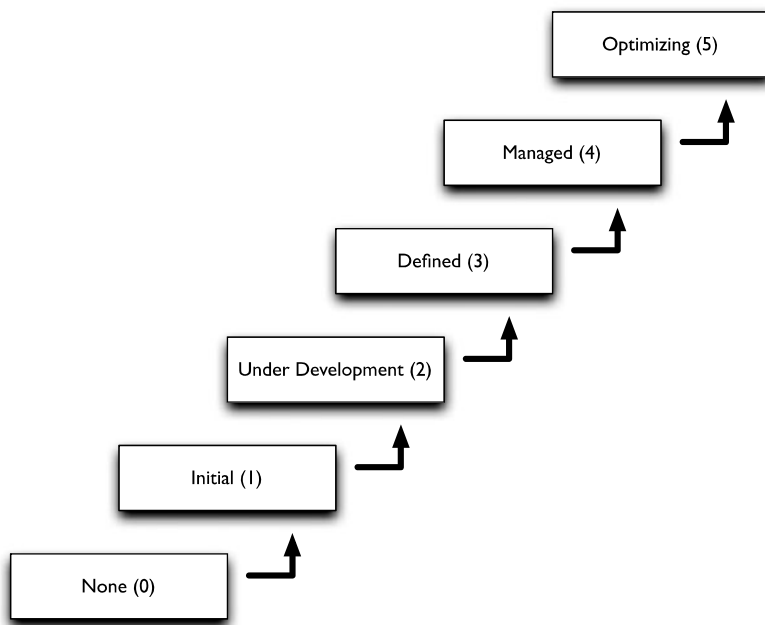 Optimizing (5)
Managed (4)
Defined (3)
Under Development (2)
Initial (1)
None (0)